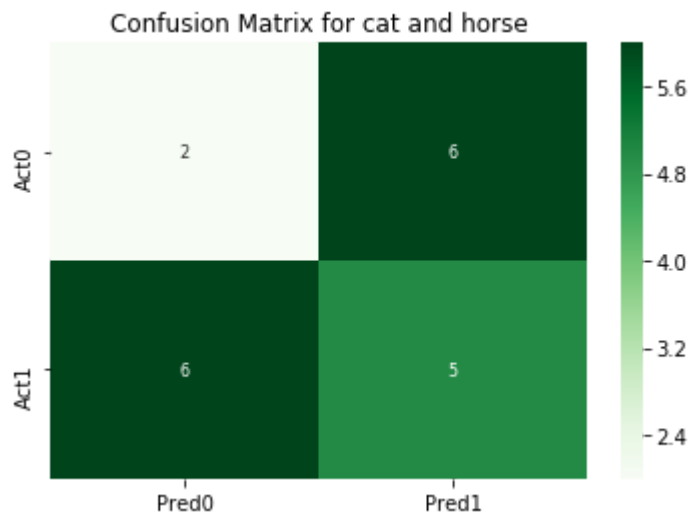 Confusion Matrix for cat and horse
Act0
2
6
5.6
4.8
4.0
Act1
6
5
3.2
2.4
Pred0
Pred1